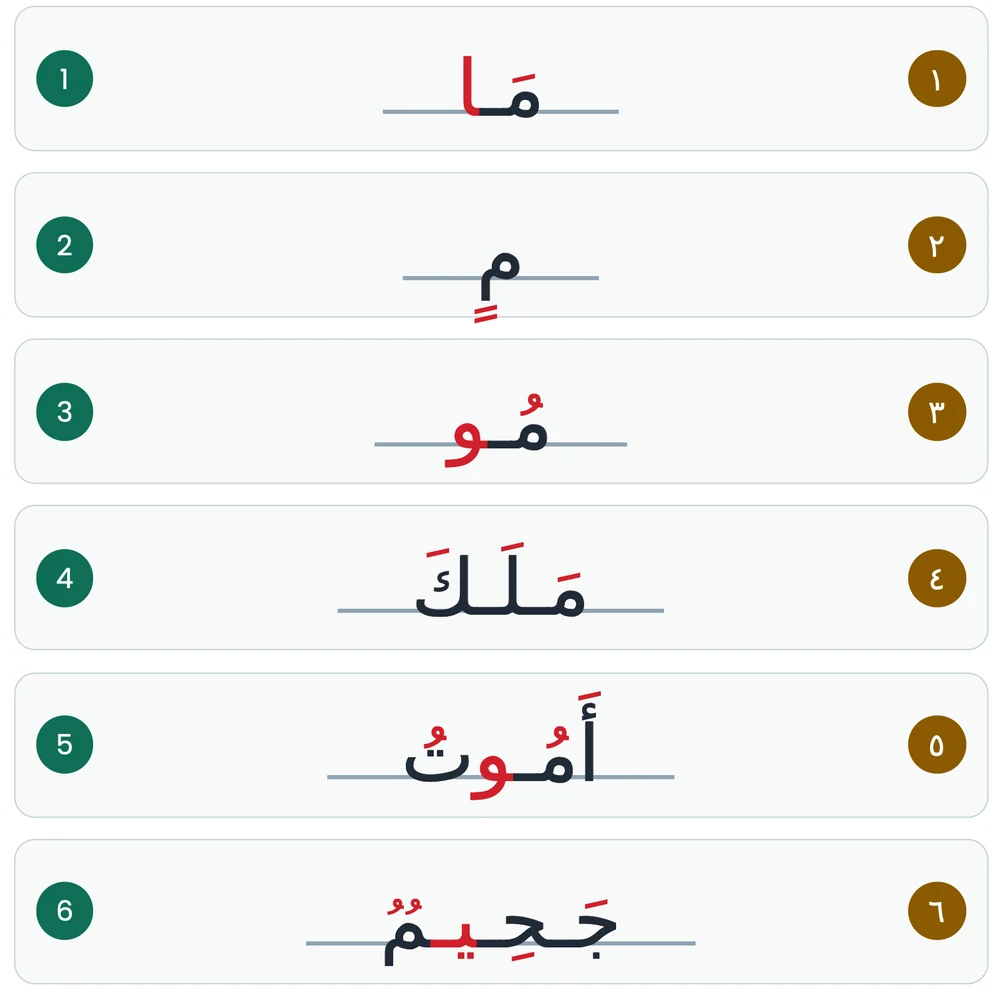 1 مَـا ١
2 مٍ ٢
3 مُـو ٣
4 مَـلَـكَ ٤
5 أَمُـوتُ ٥
6 جَـحِـيـمٌ ٦